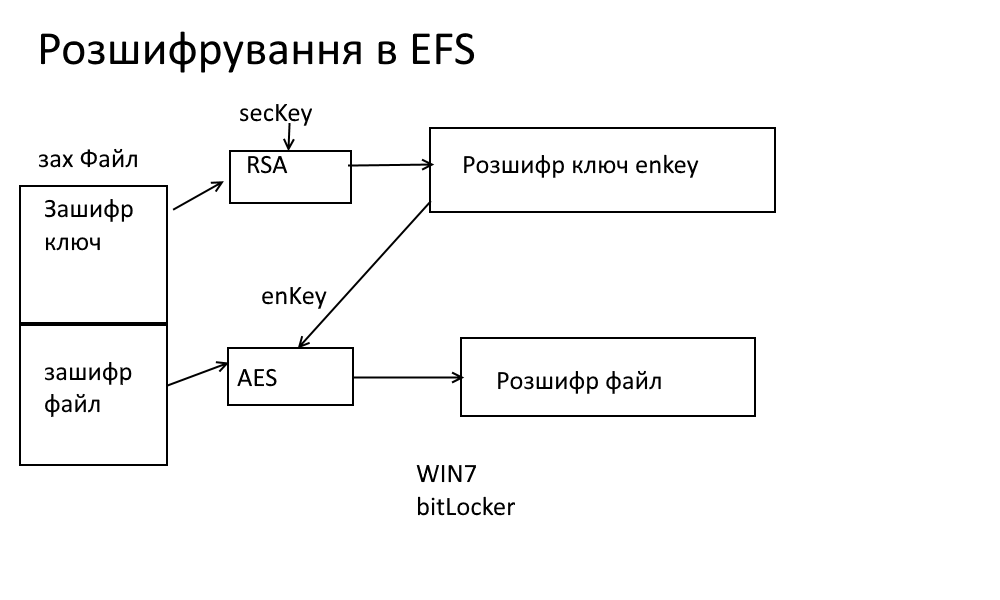 Розшифрування в EFS
secKey
зах Файл
RSA
Розшифр ключ enkey
Зашифр
ключ
enKey
зашифр
файл
AES
Розшифр файл
WIN7
bitLocker